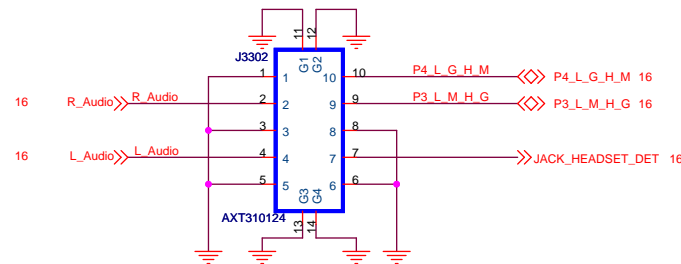 11 12
J3302 G1 G2
1 1 10 10 P4_L_G_H_M P4_L_G_H_M 16
16 R_Audio R_Audio 2 2 9 9 P3_L_M_H_G P3_L_M_H_G 16
3 3 8 8
16 L_Audio L_Audio 4 4 7 7 JACK_HEADSET_DET 16
5 5 6 6
G3 G4
AXT310124
13 14